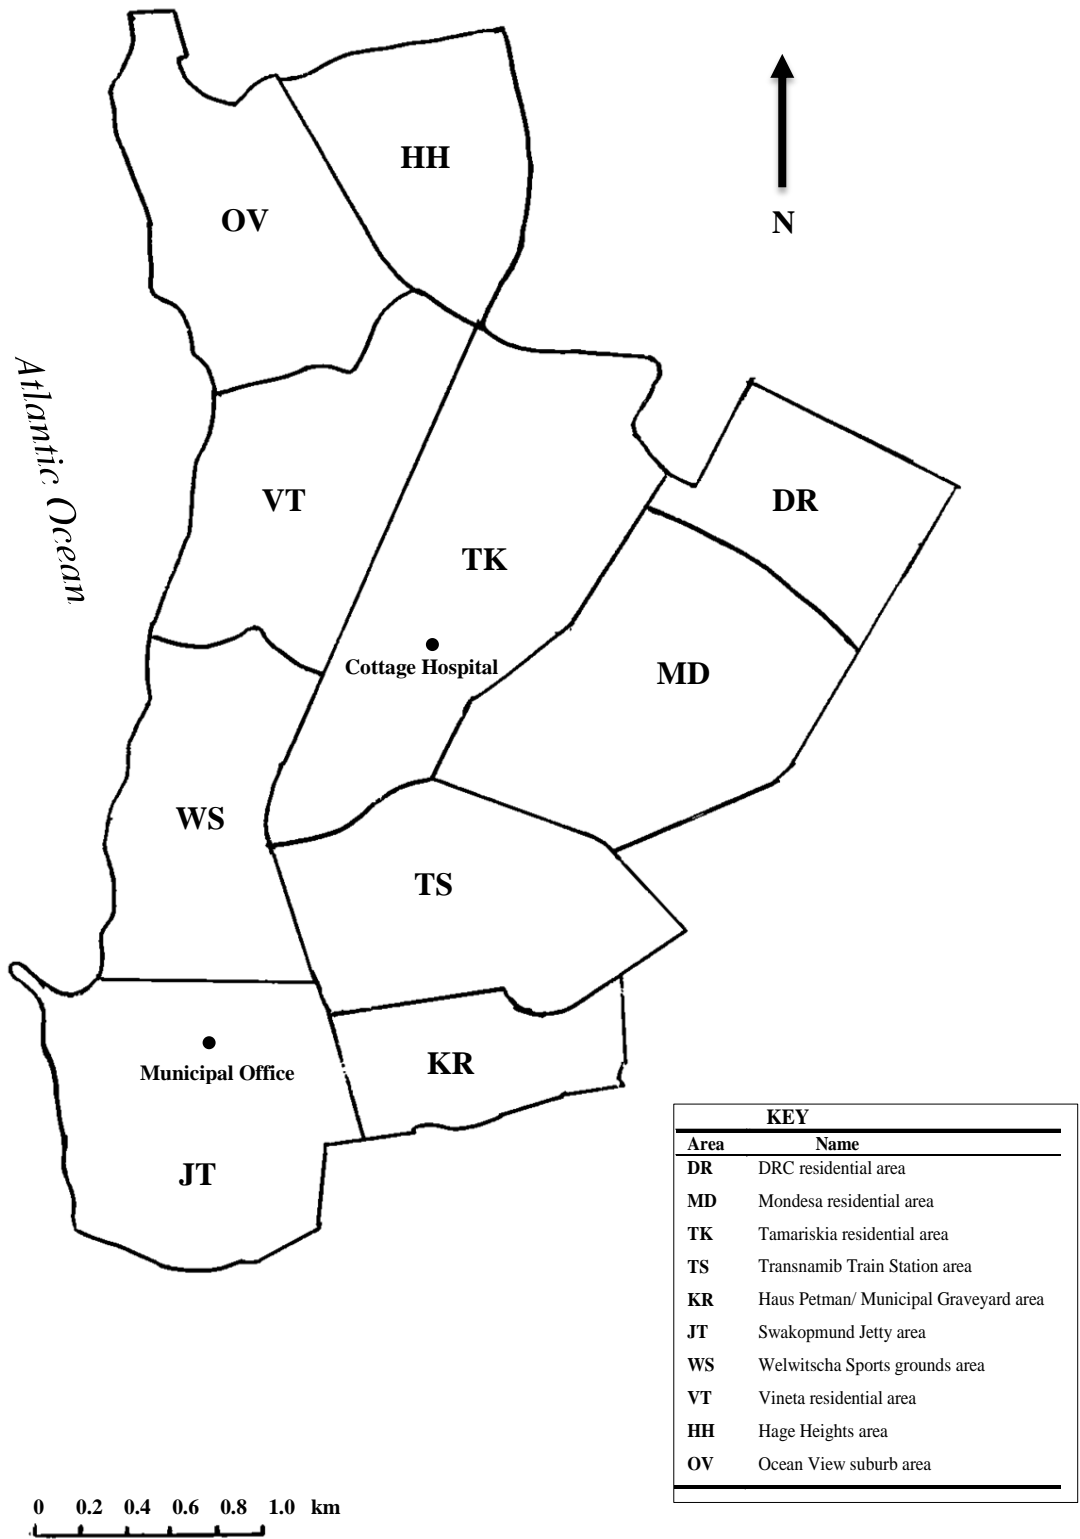 HH
N
OV
Atlantic Ocean
VT
DR
TK
Cottage Hospital
MD
WS
TS
Municipal Office
KR
JT
KEY
Area Name
DR DRC residential area
MD Mondesa residential area
TK Tamariskia residential area
TS Transnamib Train Station area
KR Haus Petman/ Municipal Graveyard area
JT Swakopmund Jetty area
WS Welwitscha Sports grounds area
VT Vineta residential area
HH Hage Heights area
OV Ocean View suburb area
0 0.2 0.4 0.6 0.8 1.0 km